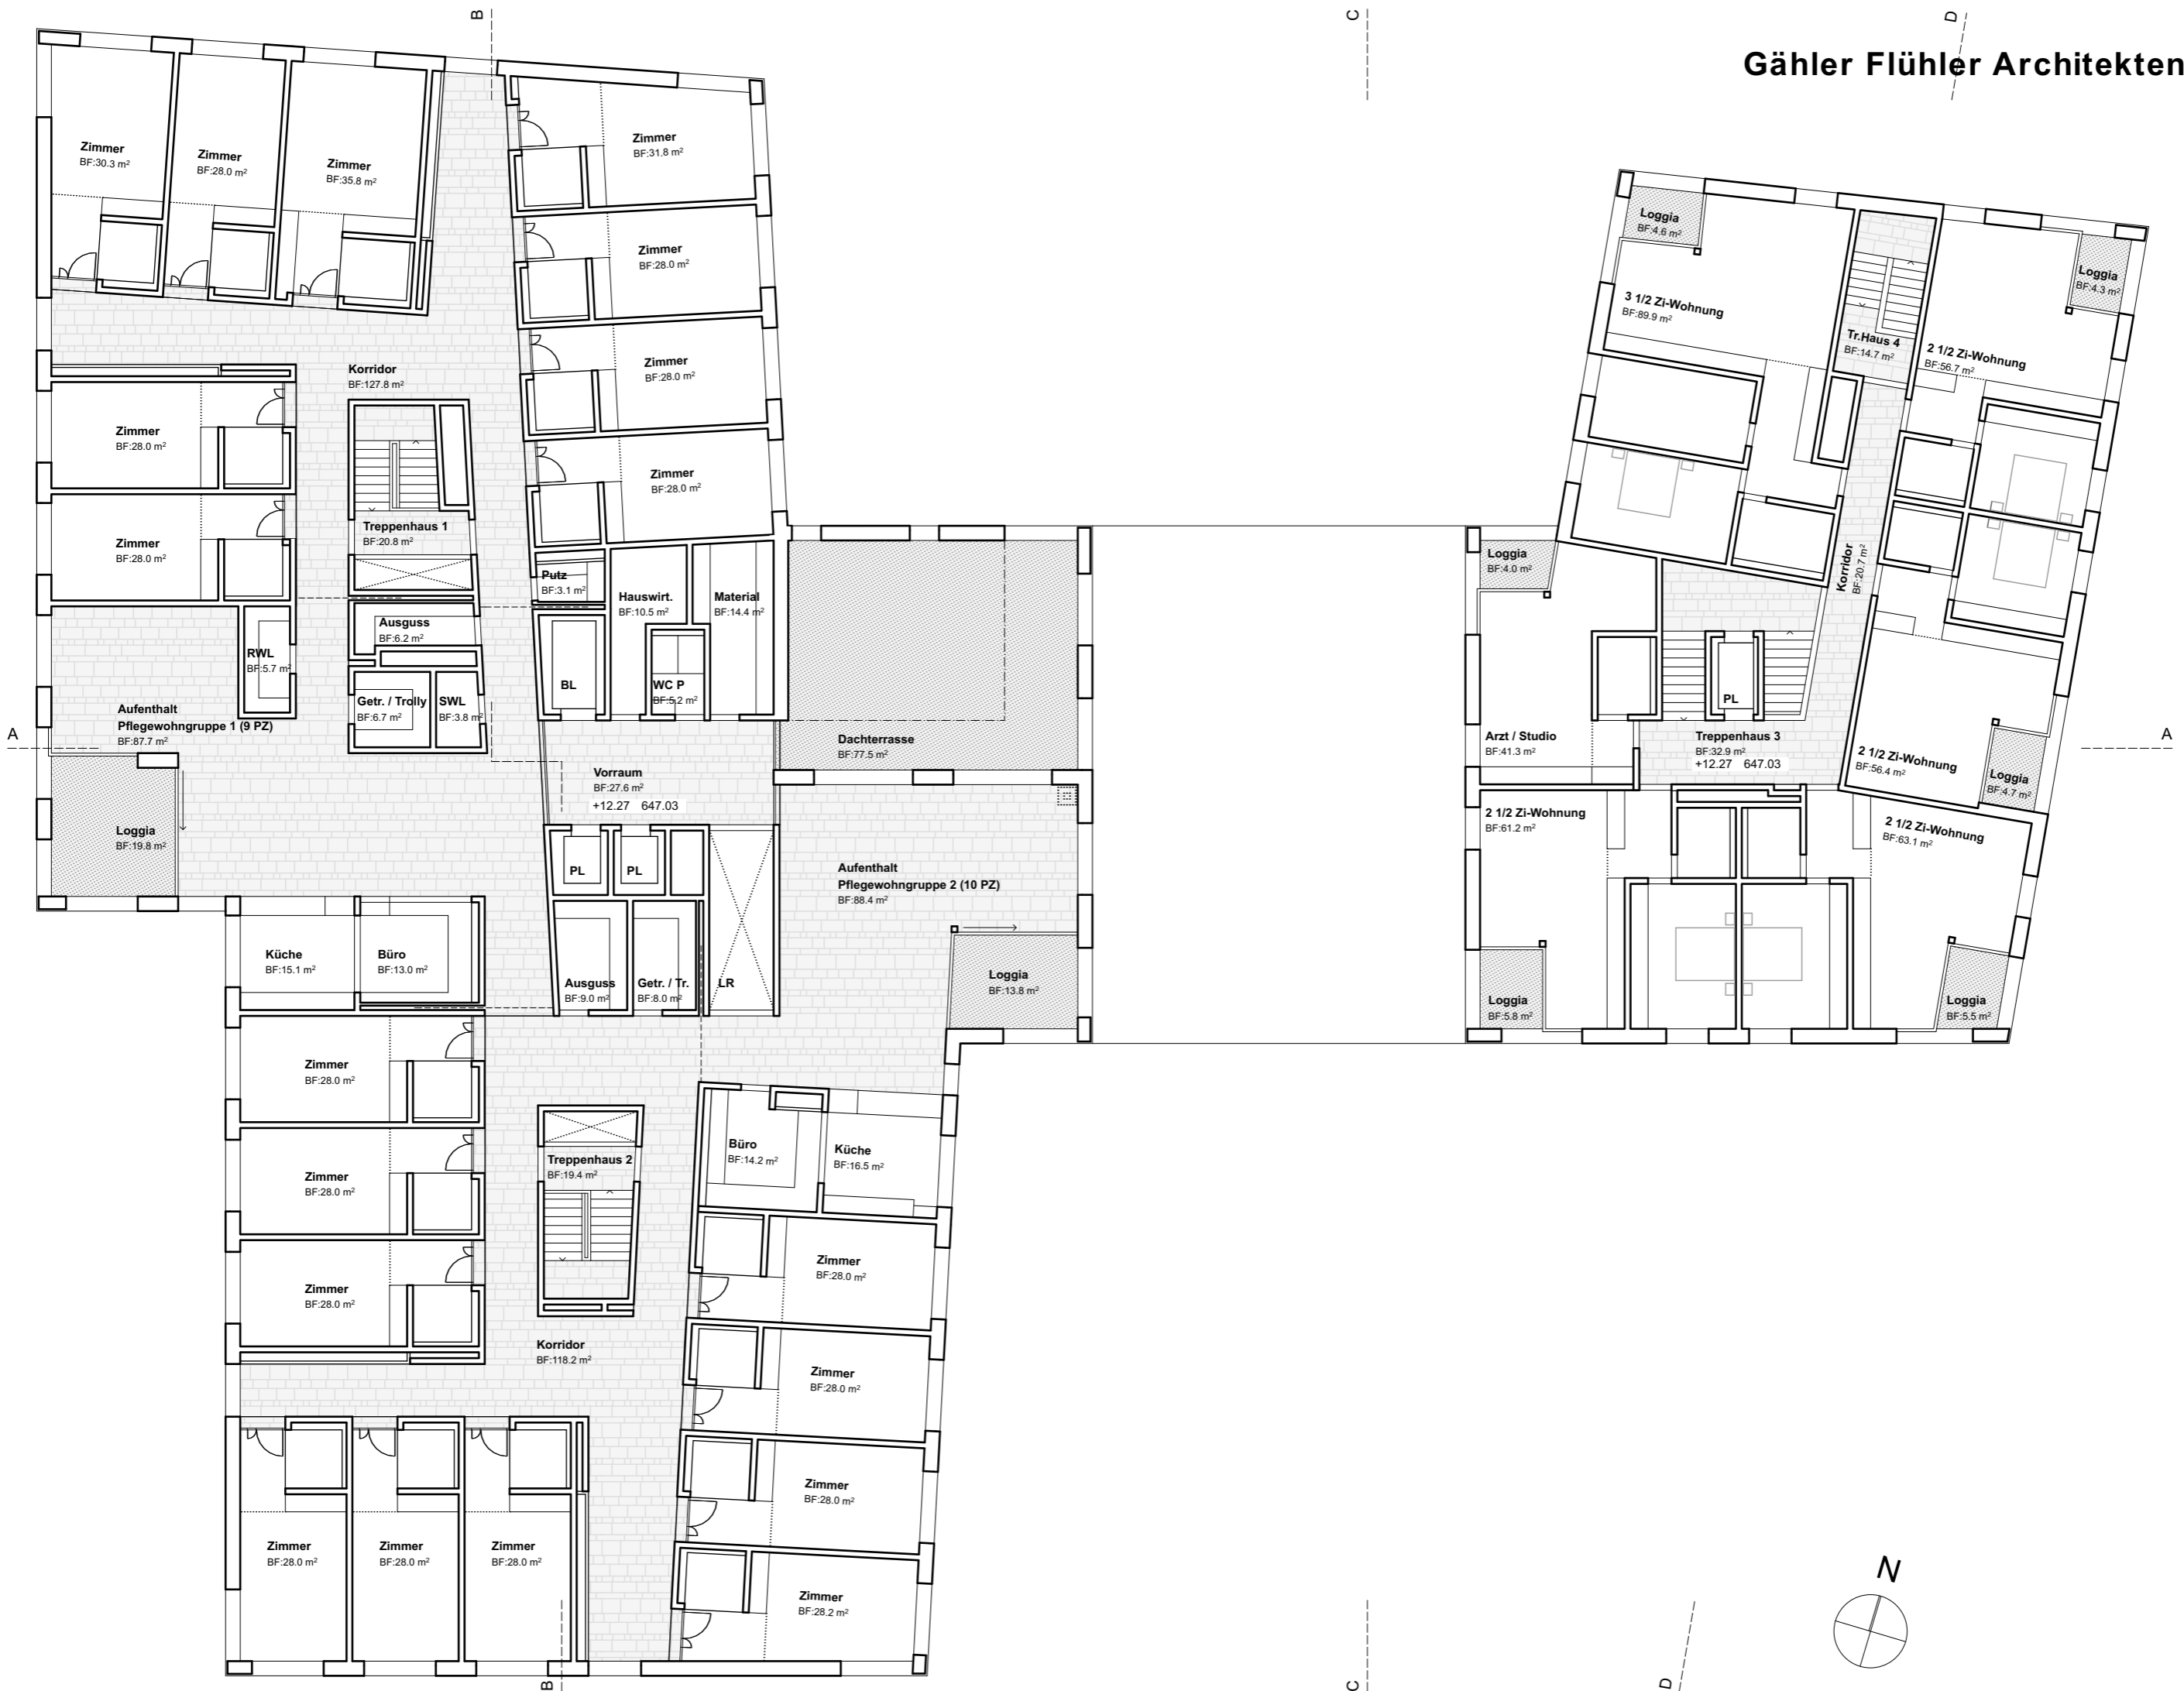 B
C
D
Gähler Flühler Architekten
Zimmer
BF:30.3 m²
Zimmer
BF:28.0 m²
Zimmer
BF:35.8 m²
Zimmer
BF:31.8 m²
Zimmer
BF:28.0 m²
Zimmer
BF:28.0 m²
Zimmer
BF:28.0 m²
Korridor
BF:127.8 m²
Zimmer
BF:28.0 m²
Zimmer
BF:28.0 m²
Treppenhaus 1
BF:20.8 m²
Putz
BF:3.1 m²
Hauswirt.
BF:10.5 m²
Material
BF:14.4 m²
Ausguss
BF:6.2 m²
RWL
BF:5.7 m²
Getr. / Trolly
BF:6.7 m²
SWL
BF:3.8 m²
BL
WC P
BF:5.2 m²
Aufenthalt
Pflegewohngruppe 1 (9 PZ)
BF:87.7 m²
A
Dachterrasse
BF:77.5 m²
Vorraum
BF:27.6 m²
+12.27 647.03
Loggia
BF:19.8 m²
PL
PL
Aufenthalt
Pflegewohngruppe 2 (10 PZ)
BF:88.4 m²
Küche
BF:15.1 m²
Büro
BF:13.0 m²
Ausguss
BF:9.0 m²
Getr. / Tr.
BF:8.0 m²
LR
Loggia
BF:13.8 m²
Zimmer
BF:28.0 m²
Zimmer
BF:28.0 m²
Zimmer
BF:28.0 m²
Treppenhaus 2
BF:19.4 m²
Büro
BF:14.2 m²
Küche
BF:16.5 m²
Zimmer
BF:28.0 m²
Korridor
BF:118.2 m²
Zimmer
BF:28.0 m²
Zimmer
BF:28.0 m²
Zimmer
BF:28.0 m²
Zimmer
BF:28.0 m²
Zimmer
BF:28.0 m²
Zimmer
BF:28.2 m²
Loggia
BF:4.6 m²
Loggia
BF:4.3 m²
3 1/2 Zi-Wohnung
BF:89.9 m²
Tr.Haus 4
BF:14.7 m²
2 1/2 Zi-Wohnung
BF:56.7 m²
Loggia
BF:4.0 m²
Korridor
BF:20.7 m²
PL
Arzt / Studio
BF:41.3 m²
Treppenhaus 3
BF:32.9 m²
+12.27 647.03
2 1/2 Zi-Wohnung
BF:56.4 m²
Loggia
BF:4.7 m²
A
2 1/2 Zi-Wohnung
BF:61.2 m²
2 1/2 Zi-Wohnung
BF:63.1 m²
Loggia
BF:5.8 m²
Loggia
BF:5.5 m²
N
B
C
D